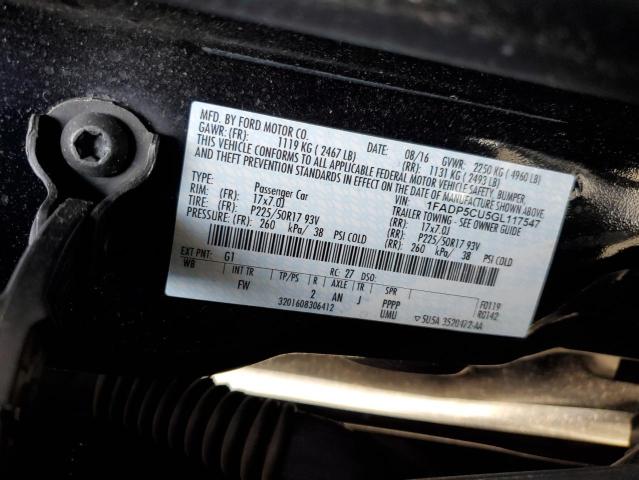 MFD. BY FORD MOTOR CO.
DATE: 08/16 GVWR: 2250 KG ( 4960 LB)
GAWR: (FR): 1119 KG ( 2467 LB) (RR): 1131 KG ( 2493 LB)
THIS VEHICLE CONFORMS TO ALL APPLICABLE FEDERAL MOTOR VEHICLE SAFETY, BUMPER,
AND THEFT PREVENTION STANDARDS IN EFFECT ON THE DATE OF MANUFACTURE SHOWN ABOVE.
VIN: 1FADP5CU5GL117547
TYPE: Passenger Car TRAILER TOWING - SEE OWNER GUIDE
RIM: (FR): 17x7.0J (RR): 17x7.0J
TIRE: (FR): P225/50R17 93V (RR): P225/50R17 93V
PRESSURE: (FR): 260 kPa/ 38 PSI COLD (RR): 260 kPa/ 38 PSI COLD
EXT PNT: G1 RC: 27 DSO:
WB INT TR TP/PS R AXLE TR SPR
FW 2 AN J PPPP F0119
3201608306412 UMU R0142
5U5A 3520472-AA